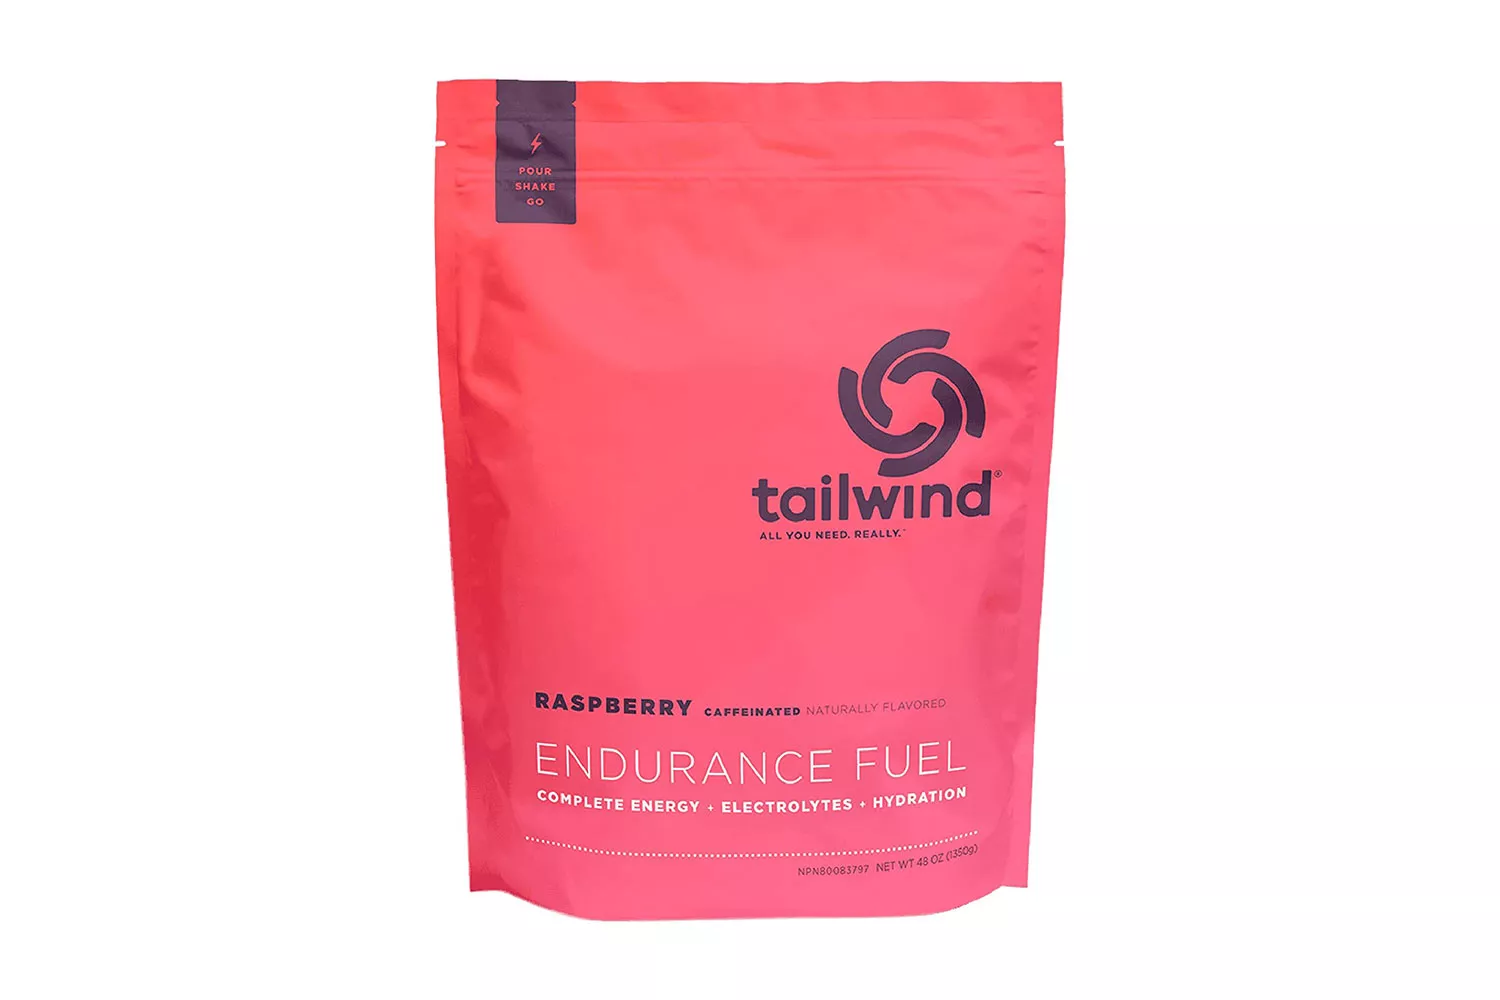 POUR
SHAKE
GO
tailwind®
ALL YOU NEED. REALLY.™
RASPBERRY CAFFEINATED NATURALLY FLAVORED
ENDURANCE FUEL
COMPLETE ENERGY + ELECTROLYTES + HYDRATION
NPN80083797 NET WT 48 OZ (1350g)